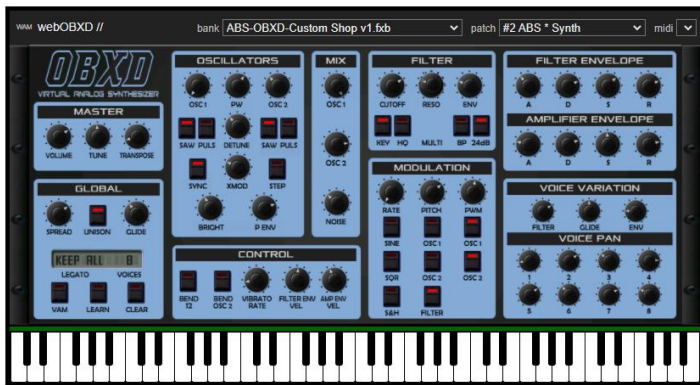 WAM webOBXD // bank ABS-OBXD-Custom Shop v1.fxb patch #2 ABS * Synth midi
OBXD
VIRTUAL ANALOG SYNTHESIZER
MASTER
VOLUME TUNE TRANSPOSE
GLOBAL
SPREAD UNISON GLIDE
KEEP ALL 8
LEGATO VOICES
VAM LEARN CLEAR
OSCILLATORS
OSC 1 PW OSC 2
SAW PULS DETUNE SAW PULS
SYNC XMOD STEP
BRIGHT P ENV
MIX
OSC 1
OSC 2
NOISE
CONTROL
BEND 12 BEND OSC 2 VIBRATO RATE FILTER ENV VEL AMP ENV VEL
FILTER
CUTOFF RESO ENV
KEY HQ MULTI BP 24dB
MODULATION
RATE PITCH PWM
SINE OSC 1 OSC 1
SQR OSC 2 OSC 2
S&H FILTER
FILTER ENVELOPE
A D S R
AMPLIFIER ENVELOPE
A D S R
VOICE VARIATION
FILTER GLIDE ENV
VOICE PAN
1 2 3 4
5 6 7 8